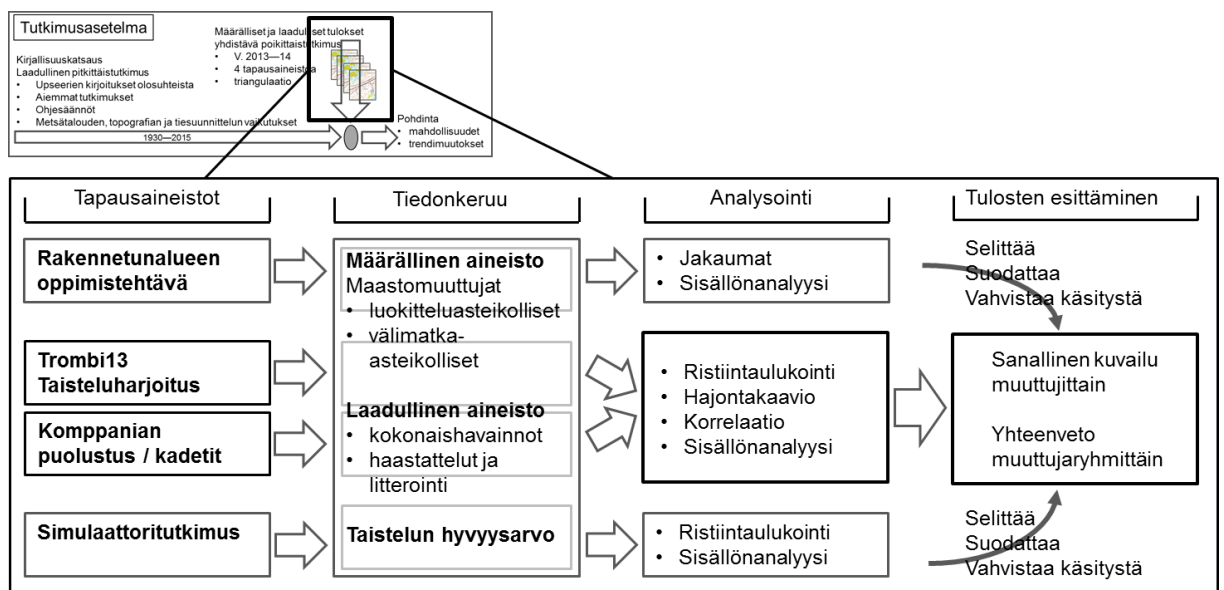 Tutkimusasetelma
Kirjallisuuskatsaus
Laadullinen pitkittäistutkimus
• Upseerien kirjoitukset olosuhteista
• Aiemmat tutkimukset
• Ohjesäännöt
• Metsätalouden, topografian ja tiesuunnittelun vaikutukset
1930—2015
Määrälliset ja laadulliset tulokset
yhdistävä poikittaistutkimus
• V. 2013—14
• 4 tapausaineistoa
• triangulaatio
Pohdinta
• mahdollisuudet
• trendimuutokset
Tapausaineistot
Tiedonkeruu
Analysointi
Tulosten esittäminen
Rakennetunalueen
oppimistehtävä
Trombi13
Taisteluharjoitus
Komppanian
puolustus / kadetit
Simulaattoritutkimus
Määrällinen aineisto
Maastomuuttujat
• luokitteluasteikolliset
• välimatka-
asteikolliset
Laadullinen aineisto
• kokonaishavainnot
• haastattelut ja
litterointi
Taistelun hyvyysarvo
• Jakaumat
• Sisällönanalyysi
• Ristiintaulukointi
• Hajontakaavio
• Korrelaatio
• Sisällönanalyysi
• Ristiintaulukointi
• Sisällönanalyysi
Selittää
Suodattaa
Vahvistaa käsitystä
Sanallinen kuvailu
muuttujittain
Yhteenveto
muuttujaryhmittäin
Selittää
Suodattaa
Vahvistaa käsitystä